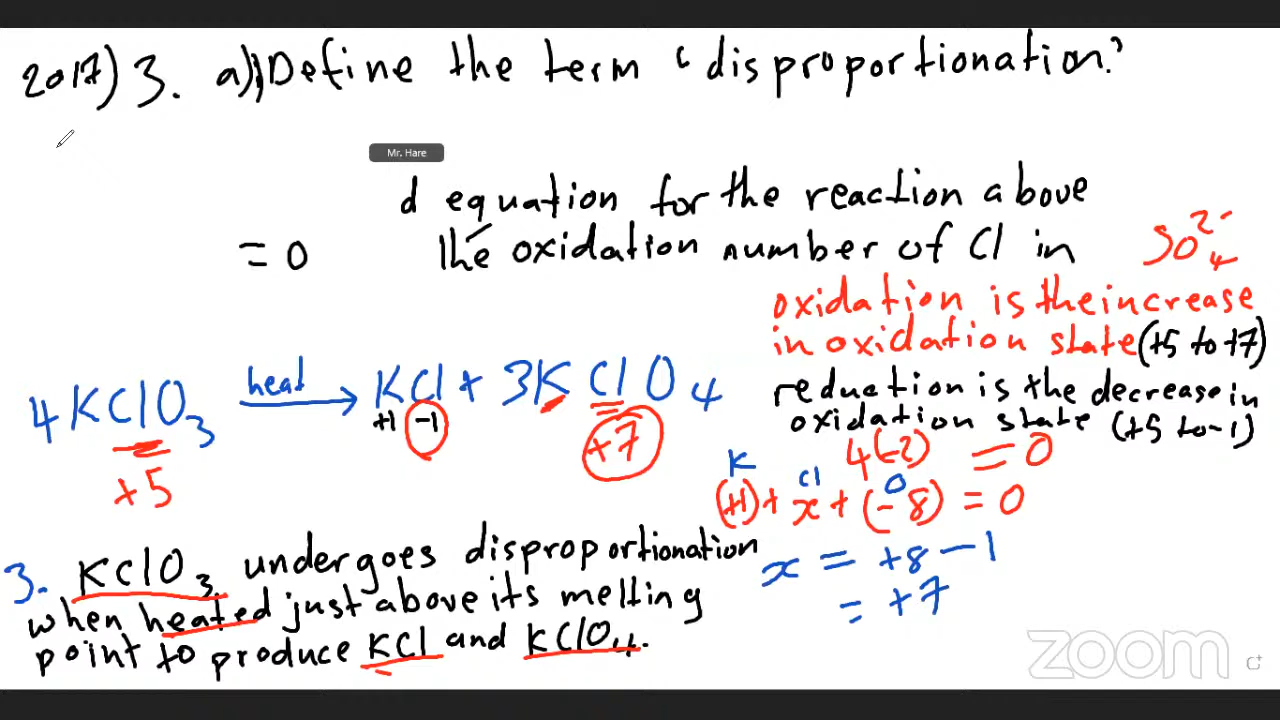 2017) 3. a)i) Define the term 'disproportionation?
Mr. Hare
d equation for the reaction above
= 0 the oxidation number of Cl in
SO₄²⁻
oxidation is the increase
in oxidation state (+5 to +7)
reduction is the decrease in
oxidation state (+5 to -1)
4KClO₃ heat → KCl + 3KClO₄
+1 -1
+5 +7
4(-2) = 0
K Cl O
(+1) + x + (-8) = 0
x = +8 - 1
= +7
3. KClO₃ undergoes disproportionation
when heated just above its melting
point to produce KCl and KClO₄.
zoom